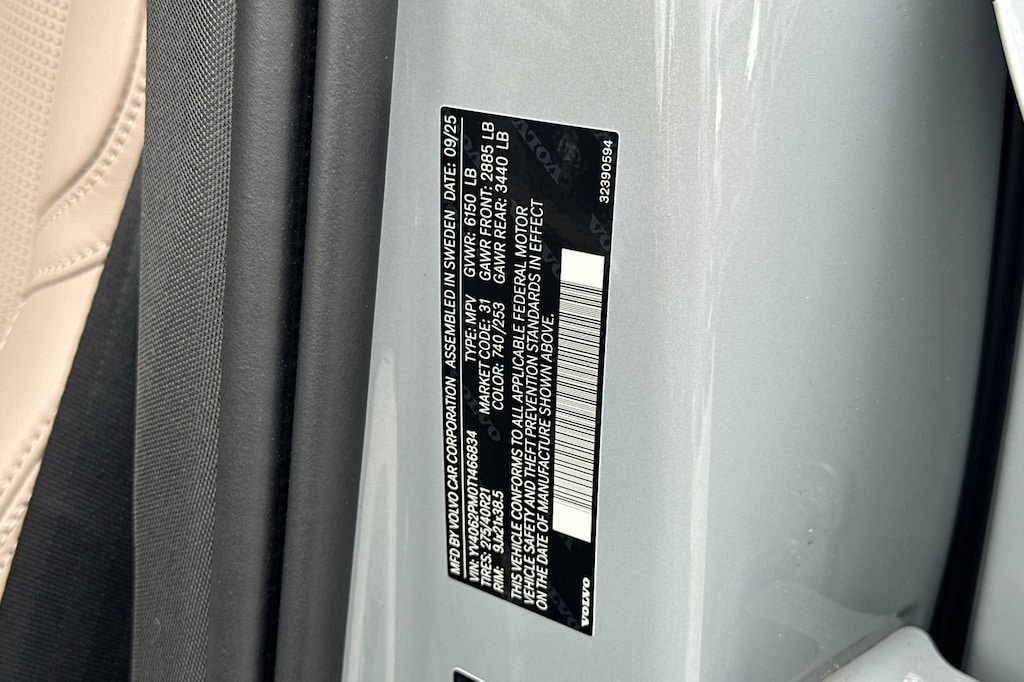 MFD BY VOLVO CAR CORPORATION ASSEMBLED IN SWEDEN DATE: 09/25
VIN: YV4062PM0T1466834 TYPE: MPV GVWR: 6150 LB
TIRES: 275/40R21 MARKET CODE: 31 GAWR FRONT: 2885 LB
RIM: 9Jx21x38.5 COLOR: 740/253 GAWR REAR: 3440 LB
THIS VEHICLE CONFORMS TO ALL APPLICABLE FEDERAL MOTOR
VEHICLE SAFETY AND THEFT PREVENTION STANDARDS IN EFFECT
ON THE DATE OF MANUFACTURE SHOWN ABOVE.
VOLVO
32390594